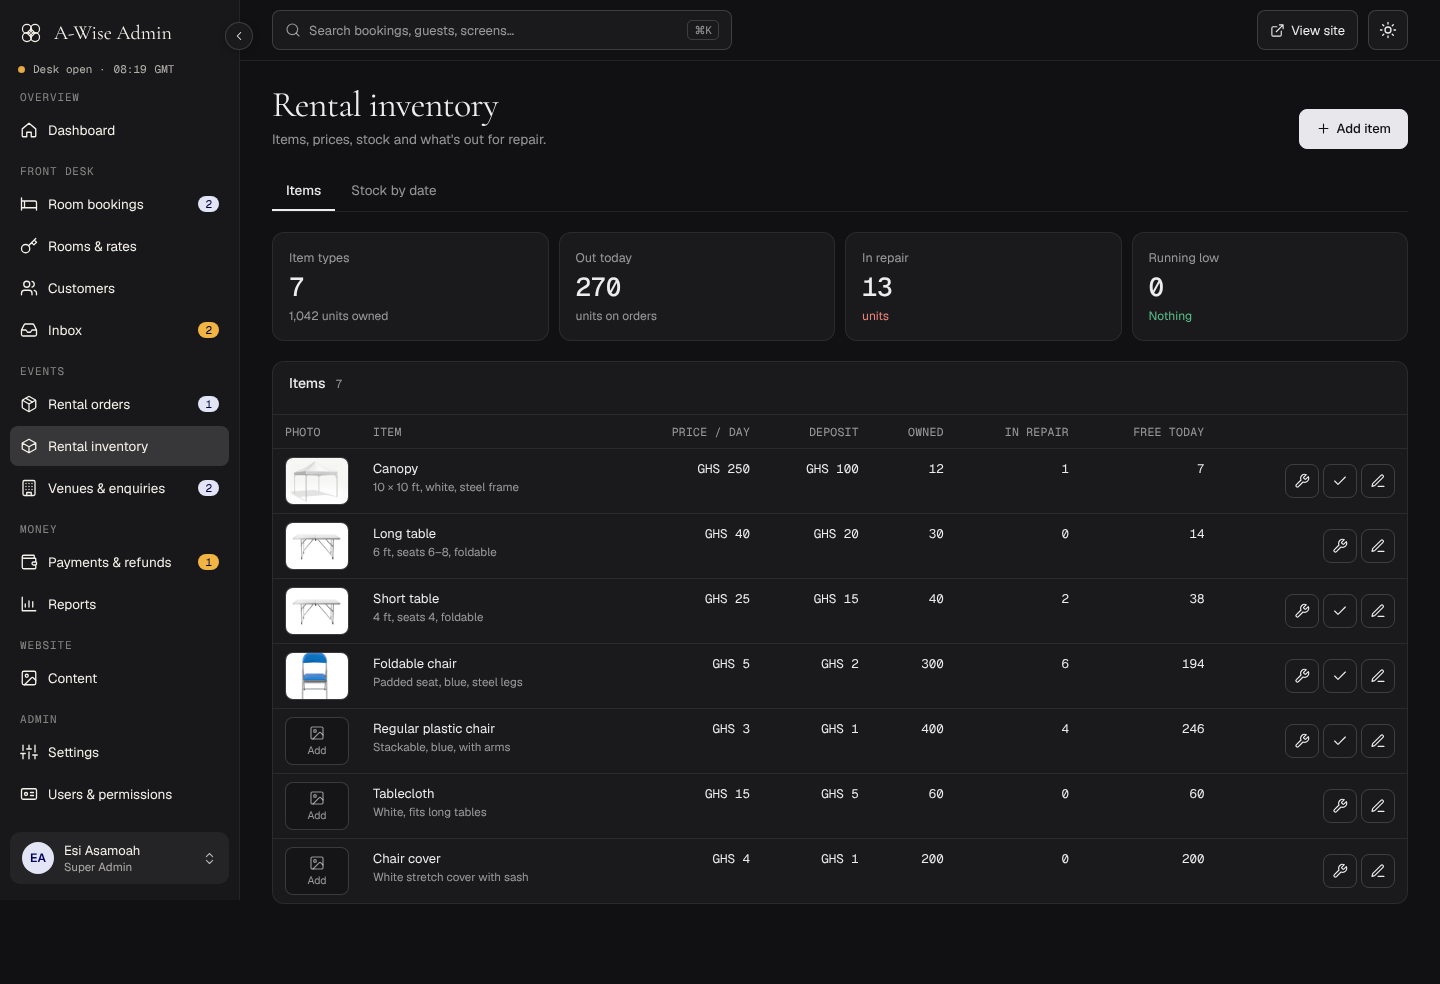 A-Wise Admin
Desk open · 08:19 GMT
OVERVIEW
Dashboard
FRONT DESK
Room bookings 2
Rooms & rates
Customers
Inbox 2
EVENTS
Rental orders 1
Rental inventory
Venues & enquiries 2
MONEY
Payments & refunds 1
Reports
WEBSITE
Content
ADMIN
Settings
Users & permissions
EA
Esi Asamoah
Super Admin
Search bookings, guests, screens… ⌘K
View site
Rental inventory
Items, prices, stock and what's out for repair.
Add item
Items Stock by date
Item types
7
1,042 units owned
Out today
270
units on orders
In repair
13
units
Running low
0
Nothing
Items 7
PHOTO ITEM PRICE / DAY DEPOSIT OWNED IN REPAIR FREE TODAY
Canopy GHS 250 GHS 100 12 1 7
10 × 10 ft, white, steel frame
Long table GHS 40 GHS 20 30 0 14
6 ft, seats 6–8, foldable
Short table GHS 25 GHS 15 40 2 38
4 ft, seats 4, foldable
Foldable chair GHS 5 GHS 2 300 6 194
Padded seat, blue, steel legs
Regular plastic chair GHS 3 GHS 1 400 4 246
Add Stackable, blue, with arms
Tablecloth GHS 15 GHS 5 60 0 60
Add White, fits long tables
Chair cover GHS 4 GHS 1 200 0 200
Add White stretch cover with sash